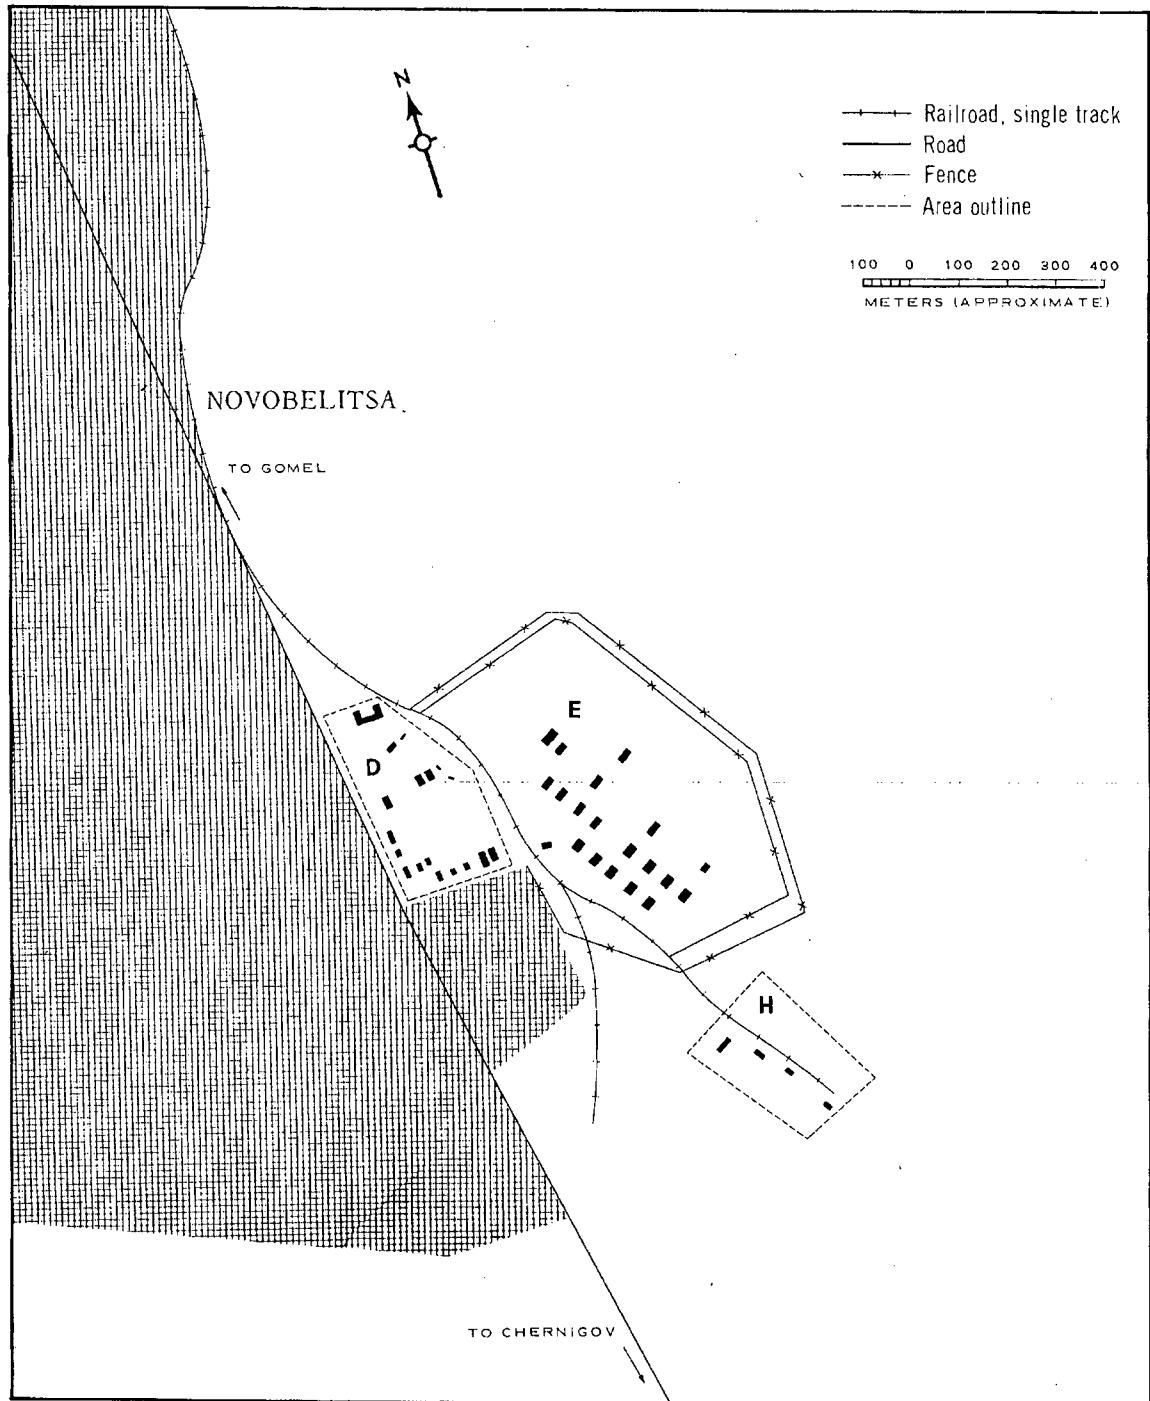 N
Railroad, single track
Road
Fence
Area outline
100 0 100 200 300 400
METERS (APPROXIMATE)
NOVOBELITSA
TO GOMEL
E
D
H
TO CHERNIGOV